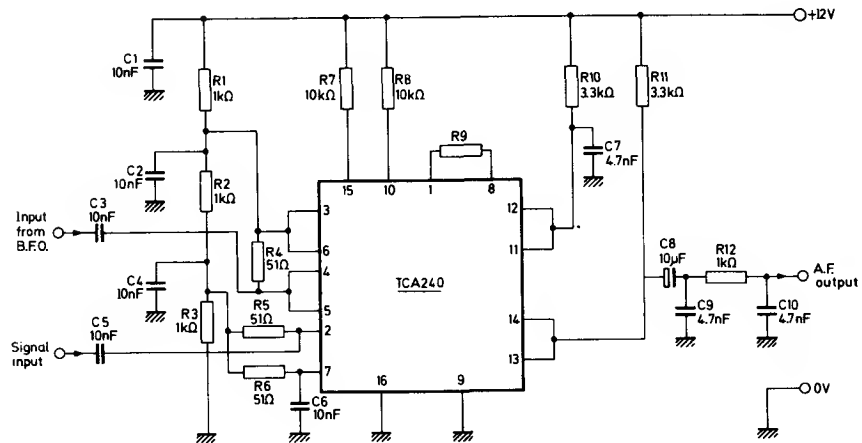 +12V
C1
10nF
R1
1kΩ
R7
10kΩ
R8
10kΩ
R10
3.3kΩ
R11
3.3kΩ
R9
C7
4.7nF
C2
10nF
R2
1kΩ
15
10
1
8
C3
10nF
Input
from
B.F.O.
3
6
4
5
2
7
12
11
14
13
R4
51Ω
TCA240
C8
10µF
R12
1kΩ
A.F.
output
C4
10nF
R3
1kΩ
R5
51Ω
C9
4.7nF
C10
4.7nF
C5
10nF
Signal
input
R6
51Ω
C6
10nF
16
9
0V